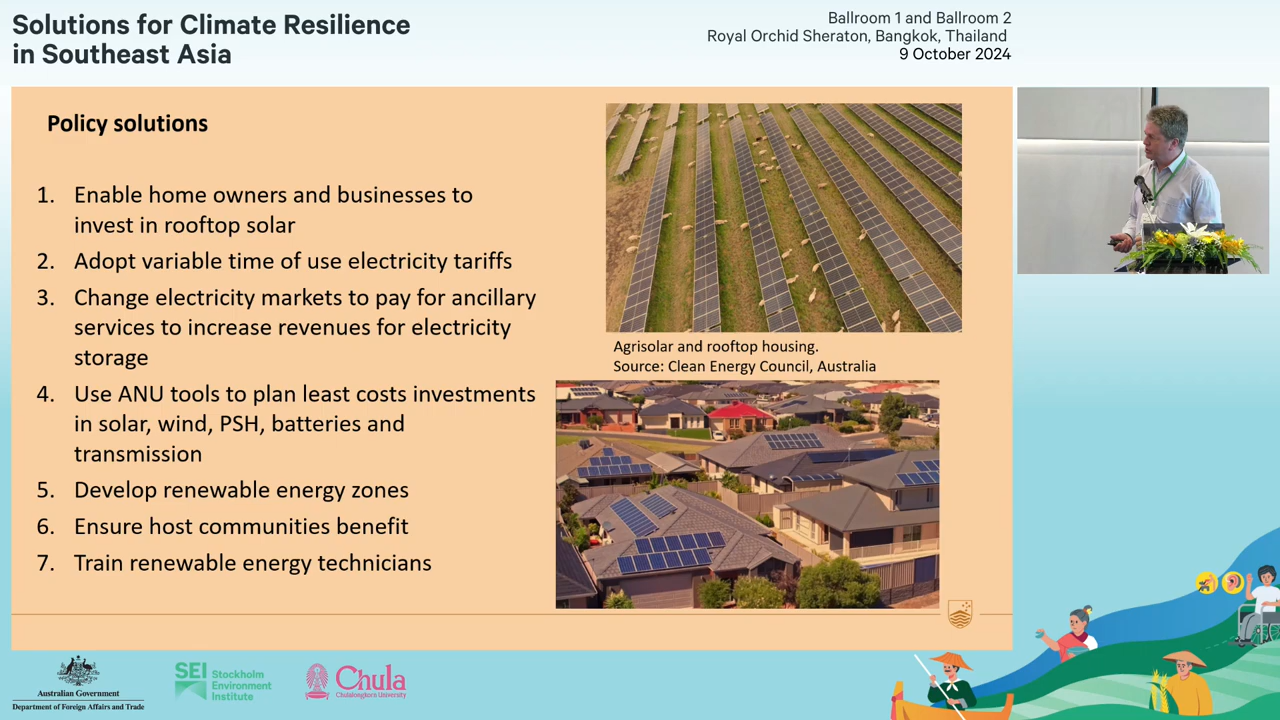 Solutions for Climate Resilience
in Southeast Asia
Ballroom 1 and Ballroom 2
Royal Orchid Sheraton, Bangkok, Thailand
9 October 2024
Policy solutions
1. Enable home owners and businesses to
invest in rooftop solar
2. Adopt variable time of use electricity tariffs
3. Change electricity markets to pay for ancillary
services to increase revenues for electricity
storage
4. Use ANU tools to plan least costs investments
in solar, wind, PSH, batteries and
transmission
5. Develop renewable energy zones
6. Ensure host communities benefit
7. Train renewable energy technicians
Agrisolar and rooftop housing.
Source: Clean Energy Council, Australia
Australian Government
Department of Foreign Affairs and Trade
SEI
Stockholm
Environment
Institute
Chula
Chulalongkorn University